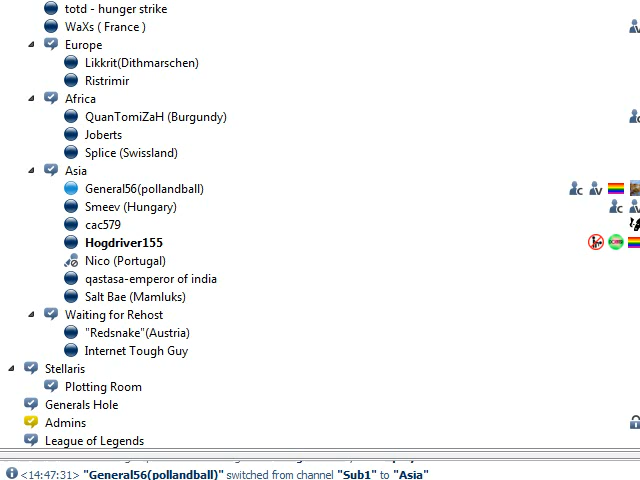 totd - hunger strike
WaXs ( France )
Europe
Likkrit(Dithmarschen)
Ristrimir
Africa
QuanTomiZaH (Burgundy)
Joberts
Splice (Swissland)
Asia
General56(pollandball)
Smeev (Hungary)
cac579
Hogdriver155
Nico (Portugal)
qastasa-emperor of india
Salt Bae (Mamluks)
Waiting for Rehost
"Redsnake"(Austria)
Internet Tough Guy
Stellaris
Plotting Room
Generals Hole
Admins
League of Legends
<14:47:31> "General56(pollandball)" switched from channel "Sub1" to "Asia"